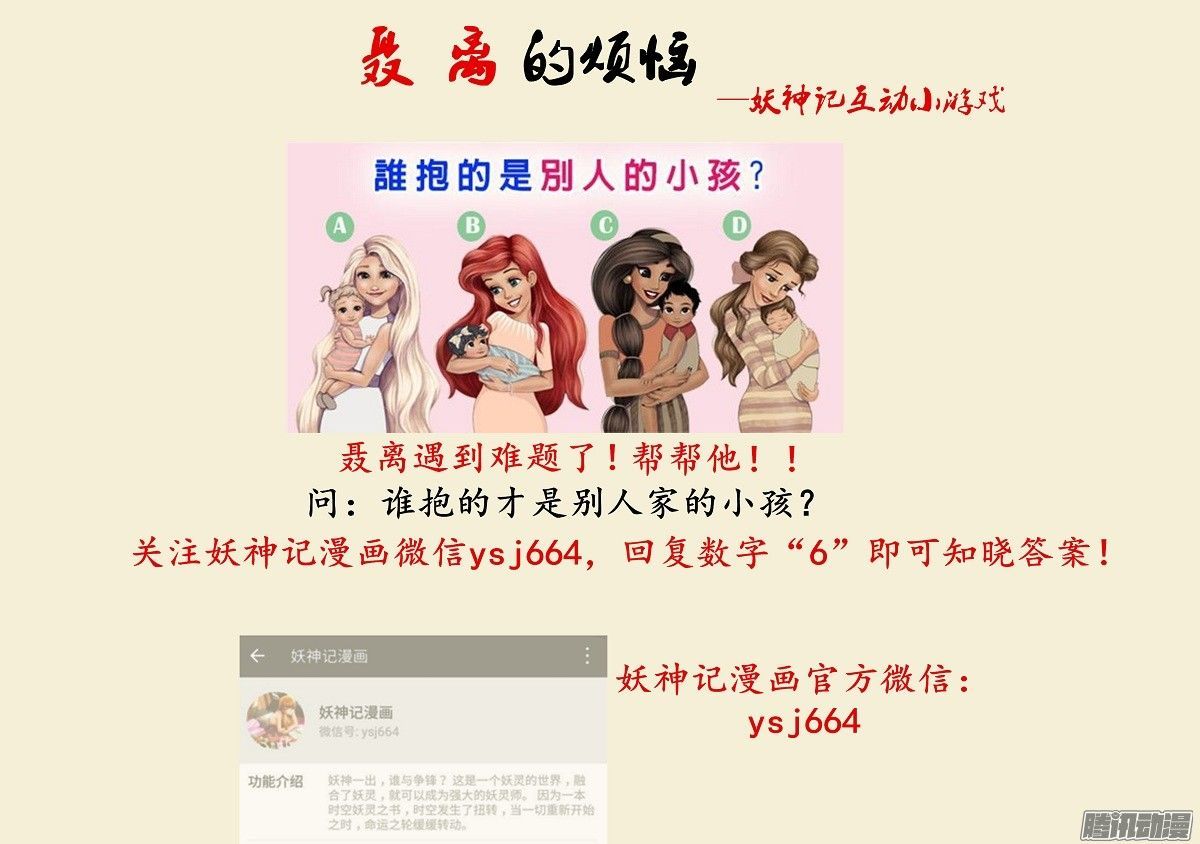 聂离的烦恼
—妖神记互动小游戏
誰抱的是別人的小孩?
A B C D
聂离遇到难题了!帮帮他!!
问:谁抱的才是别人家的小孩?
关注妖神记漫画微信ysj664,回复数字“6”即可知晓答案!
妖神记漫画
妖神记漫画官方微信:
ysj664
妖神记漫画
微信号: ysj664
功能介绍 妖神一出,谁与争锋?这是一个妖灵的世界,融
合了妖灵,就可以成为强大的妖灵师。因为一本
时空妖灵之书,时空发生了扭转,当一切重新开始
之时,命运之轮缓缓转动。
腾讯动漫